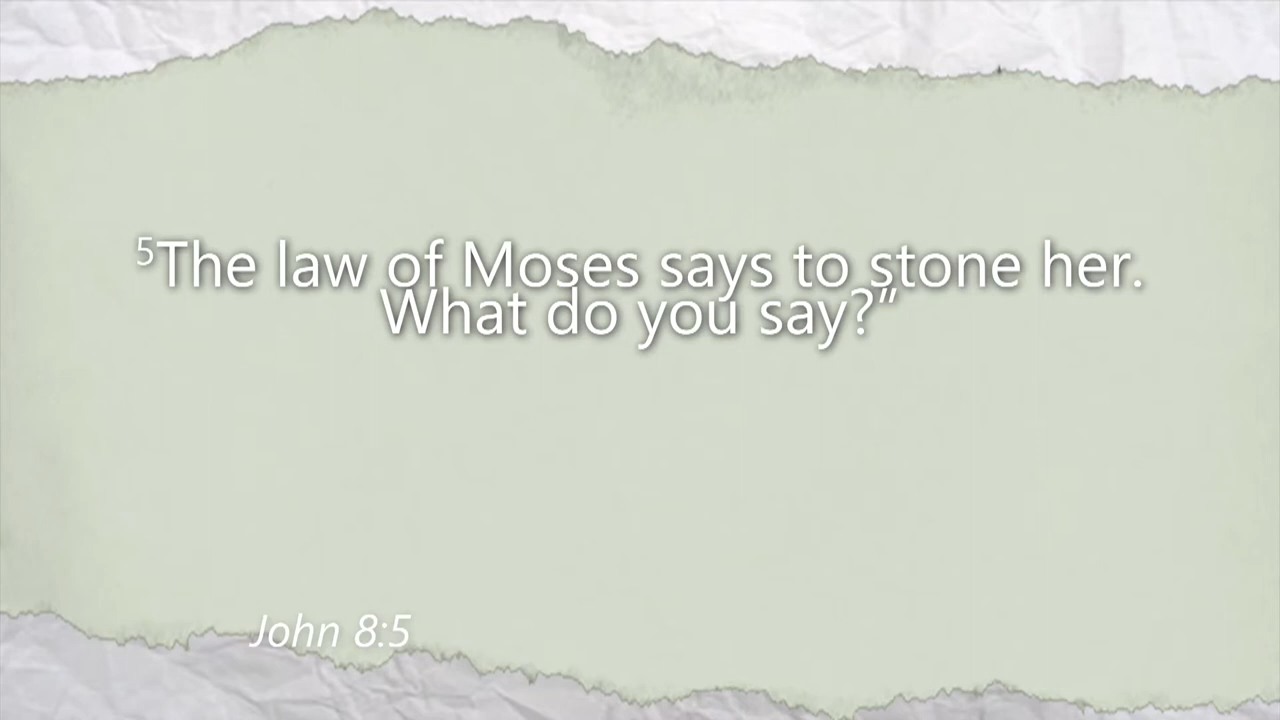 ⁵The law of Moses says to stone her.
What do you say?”
John 8:5